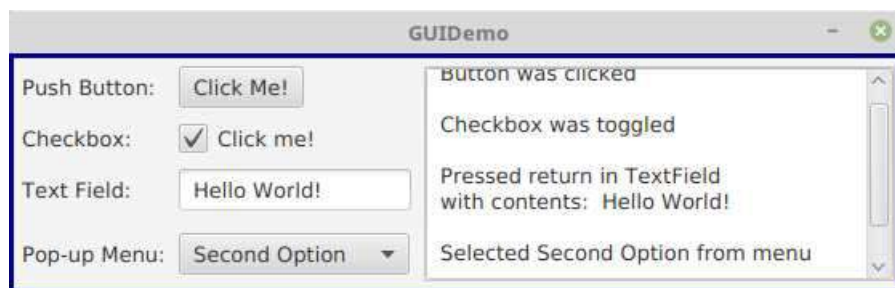 GUIDemo
Push Button: Click Me!
Checkbox: Click me!
Text Field: Hello World!
Pop-up Menu: Second Option
Button was clicked
Checkbox was toggled
Pressed return in TextField
with contents: Hello World!
Selected Second Option from menu